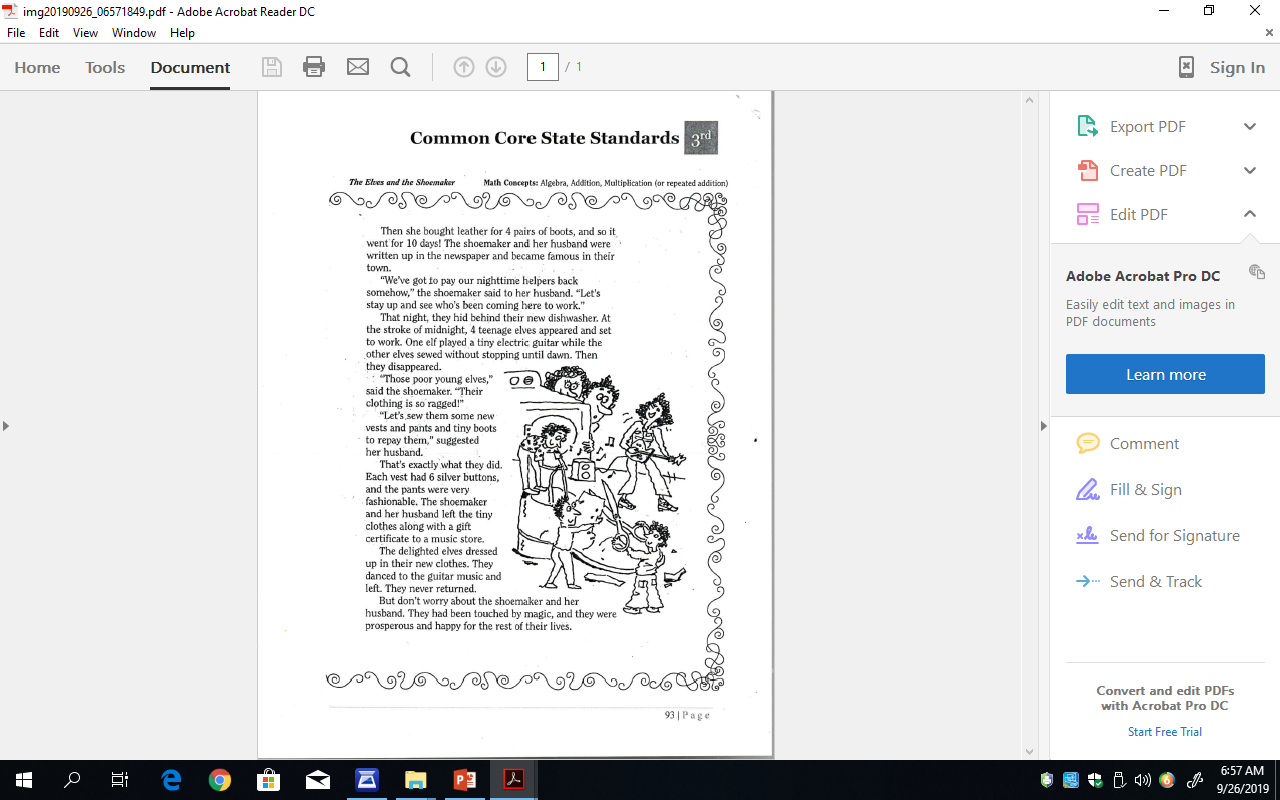 img20190926_06571849.pdf - Adobe Acrobat Reader DC
File Edit View Window Help
Home Tools Document 1 / 1 Sign In
Common Core State Standards 3rd
The Elves and the Shoemaker Math Concepts: Algebra, Addition, Multiplication (or repeated addition)
Then she bought leather for 4 pairs of boots, and so it
went for 10 days! The shoemaker and her husband were
written up in the newspaper and became famous in their
town.
"We've got to pay our nighttime helpers back
somehow," the shoemaker said to her husband. "Let's
stay up and see who's been coming here to work."
That night, they hid behind their new dishwasher. At
the stroke of midnight, 4 teenage elves appeared and set
to work. One elf played a tiny electric guitar while the
other elves sewed without stopping until dawn. Then
they disappeared.
"Those poor young elves,"
said the shoemaker. "Their
clothing is so ragged!"
"Let's sew them some new
vests and pants and tiny boots
to repay them," suggested
her husband.
That's exactly what they did.
Each vest had 6 silver buttons,
and the pants were very
fashionable. The shoemaker
and her husband left the tiny
clothes along with a gift
certificate to a music store.
The delighted elves dressed
up in their new clothes. They
danced to the guitar music and
left. They never returned.
But don't worry about the shoemaker and her
husband. They had been touched by magic, and they were
prosperous and happy for the rest of their lives.
93 | Page
Export PDF
Create PDF
Edit PDF
Adobe Acrobat Pro DC
Easily edit text and images in
PDF documents
Learn more
Comment
Fill & Sign
Send for Signature
Send & Track
Convert and edit PDFs
with Acrobat Pro DC
Start Free Trial
6:57 AM
9/26/2019